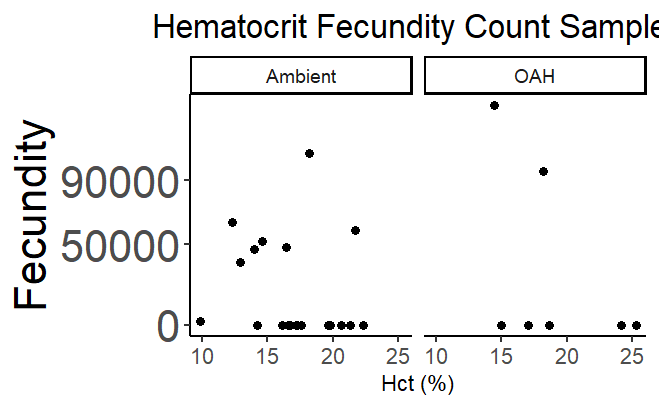 Hematocrit Fecundity Count Sample
Ambient
OAH
Fecundity
90000
50000
0
10 15 20 25
10 15 20 25
Hct (%)